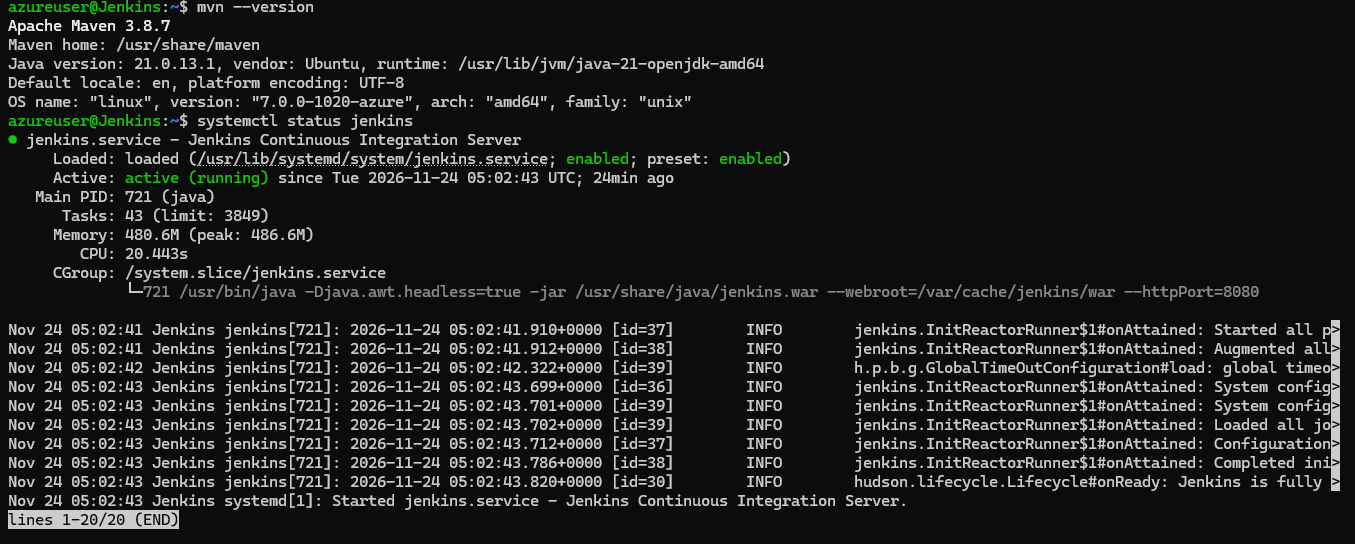 azureuser@Jenkins:~$ mvn --version
Apache Maven 3.8.7
Maven home: /usr/share/maven
Java version: 21.0.13.1, vendor: Ubuntu, runtime: /usr/lib/jvm/java-21-openjdk-amd64
Default locale: en, platform encoding: UTF-8
OS name: "linux", version: "7.0.0-1020-azure", arch: "amd64", family: "unix"
azureuser@Jenkins:~$ systemctl status jenkins
● jenkins.service - Jenkins Continuous Integration Server
     Loaded: loaded (/usr/lib/systemd/system/jenkins.service; enabled; preset: enabled)
     Active: active (running) since Tue 2026-11-24 05:02:43 UTC; 24min ago
   Main PID: 721 (java)
      Tasks: 43 (limit: 3849)
     Memory: 480.6M (peak: 486.6M)
        CPU: 20.443s
     CGroup: /system.slice/jenkins.service
             └─721 /usr/bin/java -Djava.awt.headless=true -jar /usr/share/java/jenkins.war --webroot=/var/cache/jenkins/war --httpPort=8080
Nov 24 05:02:41 Jenkins jenkins[721]: 2026-11-24 05:02:41.910+0000 [id=37]        INFO        jenkins.InitReactorRunner$1#onAttained: Started all p>
Nov 24 05:02:41 Jenkins jenkins[721]: 2026-11-24 05:02:41.912+0000 [id=38]        INFO        jenkins.InitReactorRunner$1#onAttained: Augmented all>
Nov 24 05:02:42 Jenkins jenkins[721]: 2026-11-24 05:02:42.322+0000 [id=39]        INFO        h.p.b.g.GlobalTimeOutConfiguration#load: global timeo>
Nov 24 05:02:43 Jenkins jenkins[721]: 2026-11-24 05:02:43.699+0000 [id=36]        INFO        jenkins.InitReactorRunner$1#onAttained: System config>
Nov 24 05:02:43 Jenkins jenkins[721]: 2026-11-24 05:02:43.701+0000 [id=39]        INFO        jenkins.InitReactorRunner$1#onAttained: System config>
Nov 24 05:02:43 Jenkins jenkins[721]: 2026-11-24 05:02:43.702+0000 [id=39]        INFO        jenkins.InitReactorRunner$1#onAttained: Loaded all jo>
Nov 24 05:02:43 Jenkins jenkins[721]: 2026-11-24 05:02:43.712+0000 [id=37]        INFO        jenkins.InitReactorRunner$1#onAttained: Configuration>
Nov 24 05:02:43 Jenkins jenkins[721]: 2026-11-24 05:02:43.786+0000 [id=38]        INFO        jenkins.InitReactorRunner$1#onAttained: Completed ini>
Nov 24 05:02:43 Jenkins jenkins[721]: 2026-11-24 05:02:43.820+0000 [id=30]        INFO        hudson.lifecycle.Lifecycle#onReady: Jenkins is fully >
Nov 24 05:02:43 Jenkins systemd[1]: Started jenkins.service - Jenkins Continuous Integration Server.
lines 1-20/20 (END)